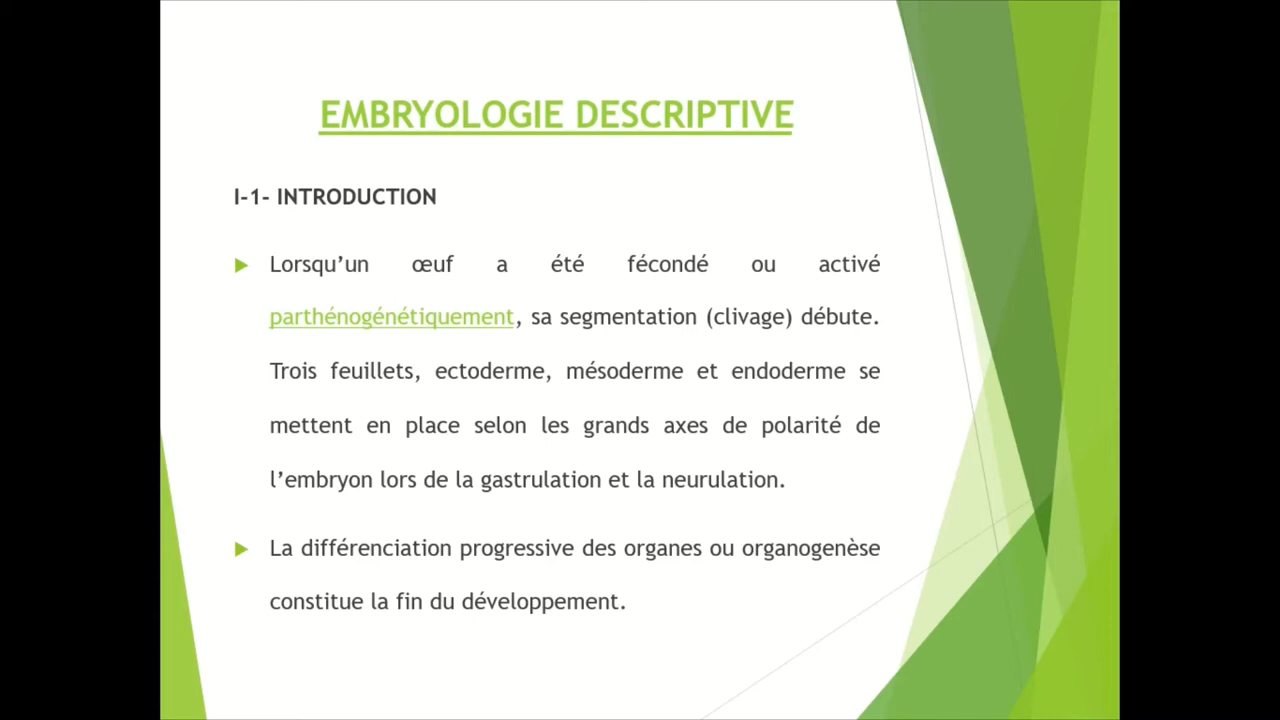 EMBRYOLOGIE DESCRIPTIVE
I-1- INTRODUCTION
Lorsqu’un œuf a été fécondé ou activé
parthénogénétiquement, sa segmentation (clivage) débute.
Trois feuillets, ectoderme, mésoderme et endoderme se
mettent en place selon les grands axes de polarité de
l’embryon lors de la gastrulation et la neurulation.
La différenciation progressive des organes ou organogenèse
constitue la fin du développement.